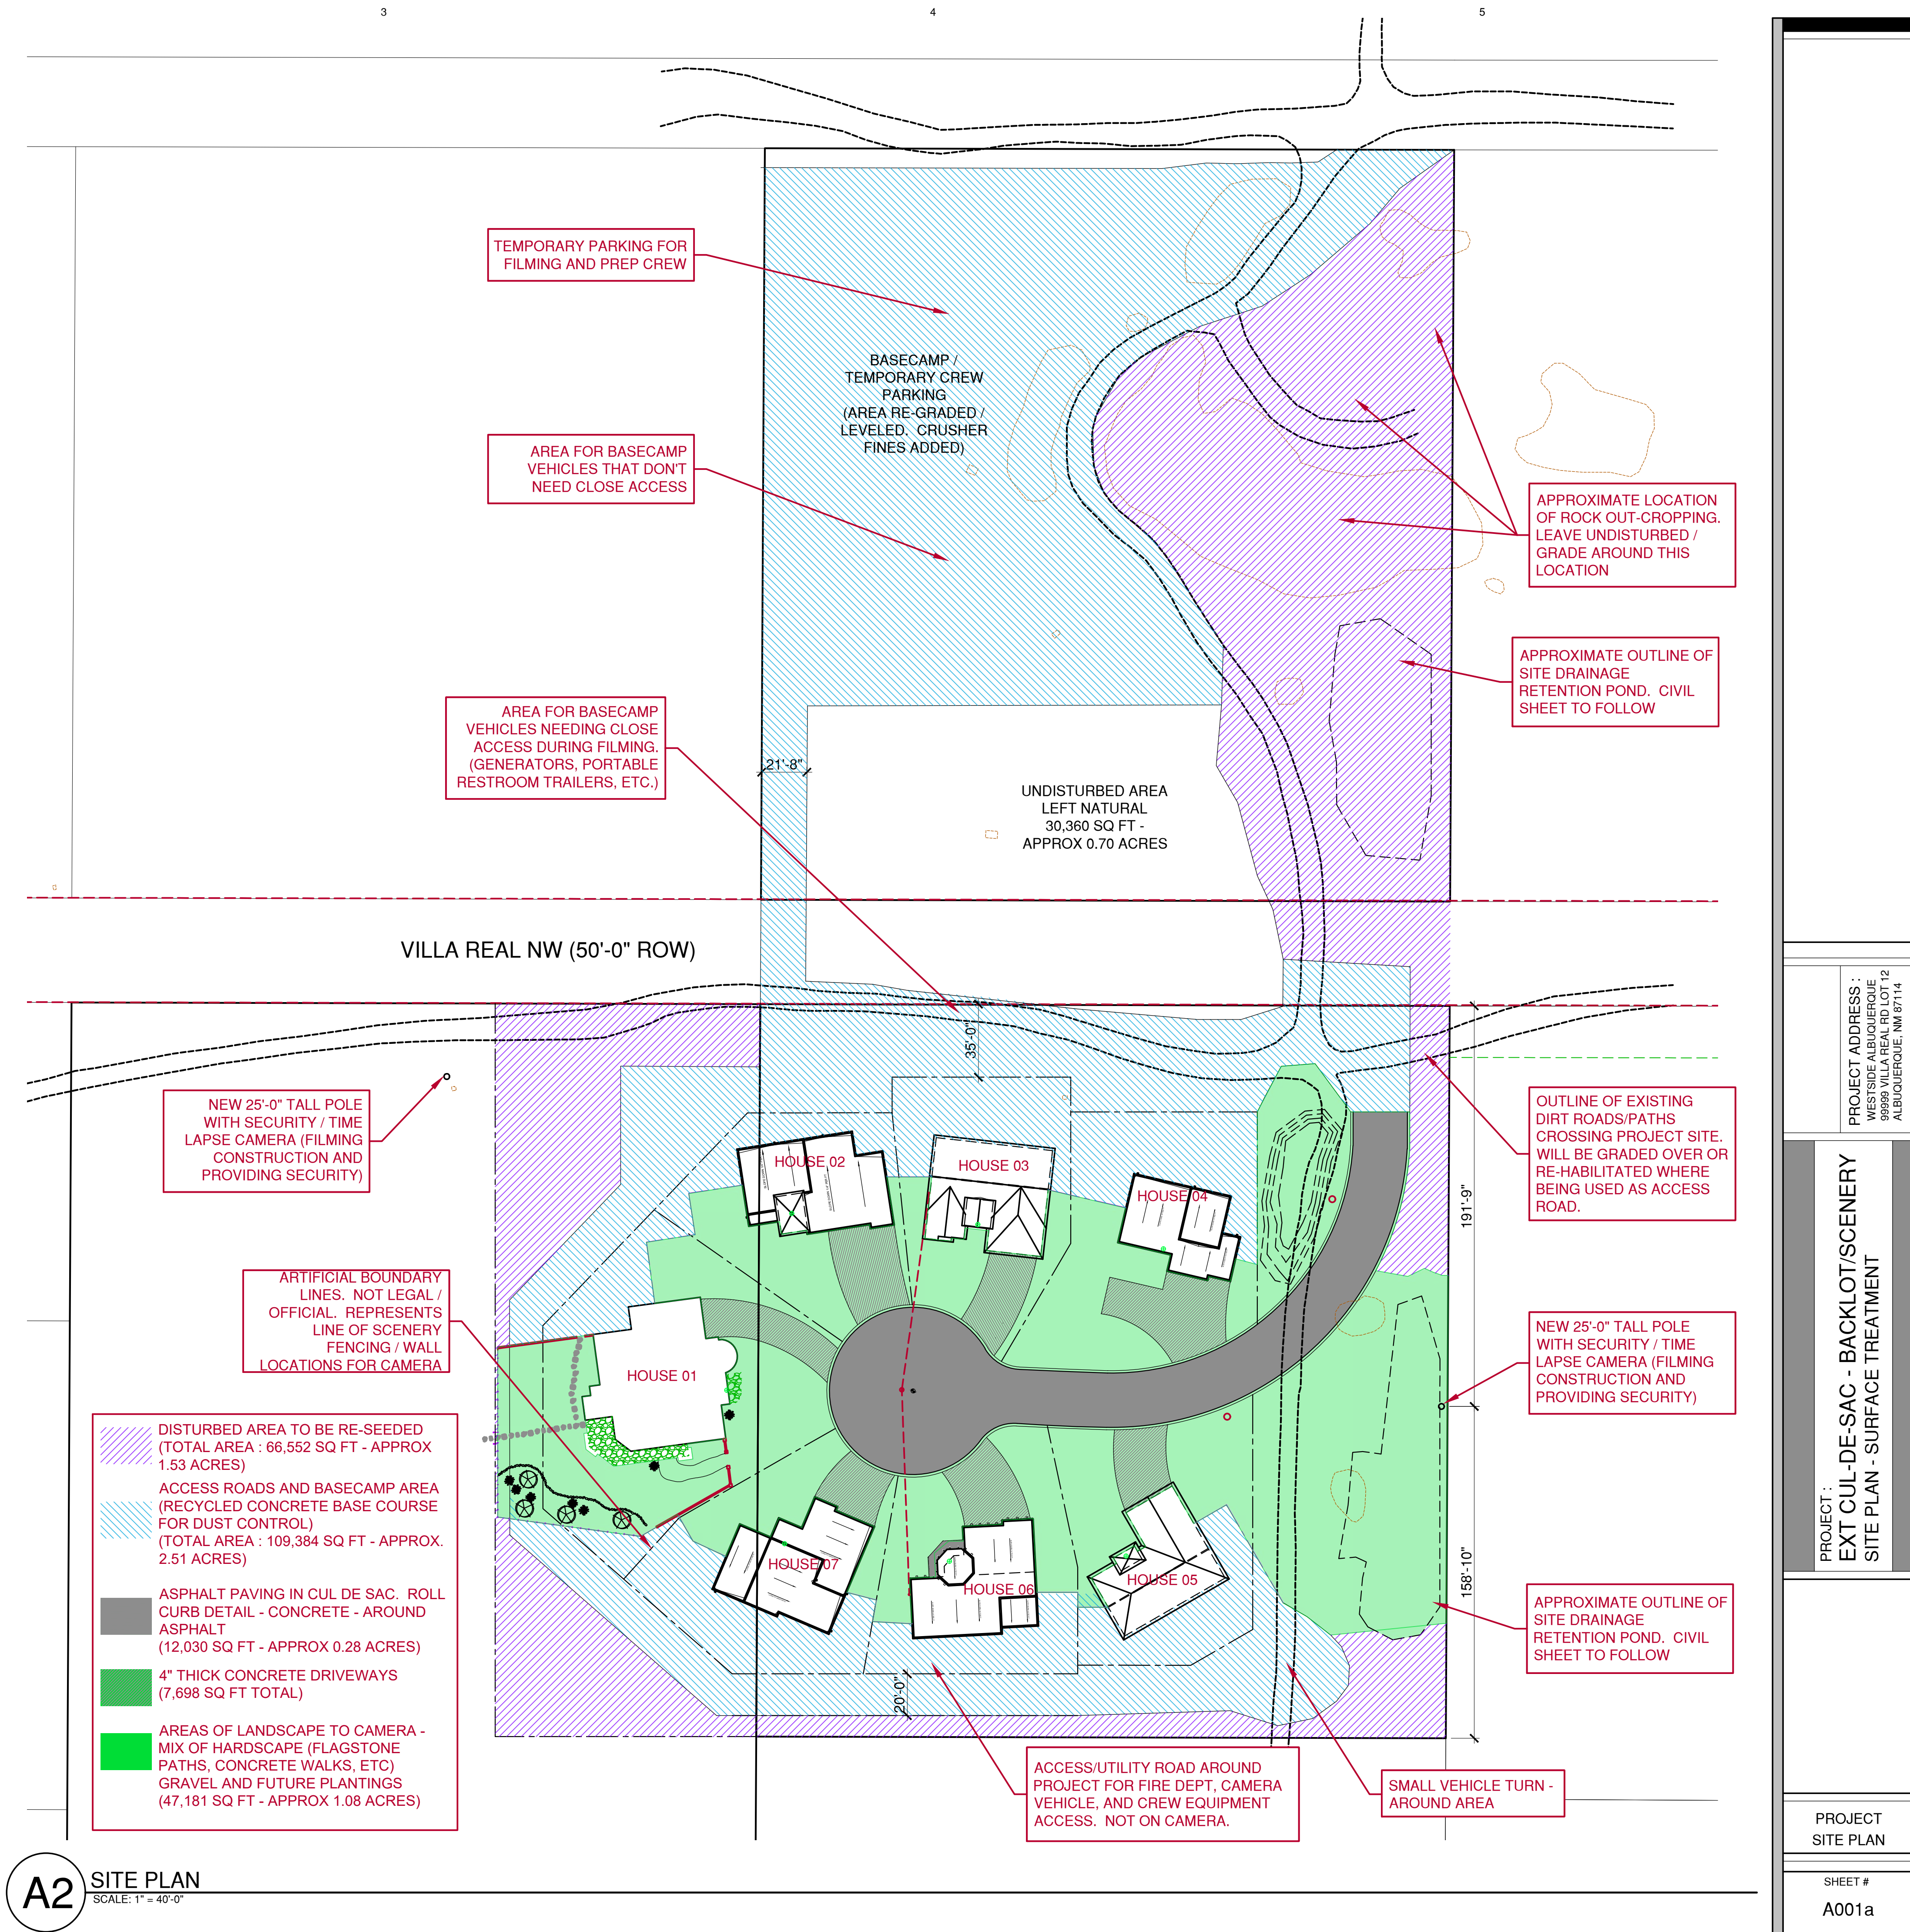 3
4
5
TEMPORARY PARKING FOR
FILMING AND PREP CREW
BASECAMP /
TEMPORARY CREW
PARKING
(AREA RE-GRADED /
LEVELED. CRUSHER
FINES ADDED)
AREA FOR BASECAMP
VEHICLES THAT DON'T
NEED CLOSE ACCESS
APPROXIMATE LOCATION
OF ROCK OUT-CROPPING.
LEAVE UNDISTURBED /
GRADE AROUND THIS
LOCATION
APPROXIMATE OUTLINE OF
SITE DRAINAGE
RETENTION POND. CIVIL
SHEET TO FOLLOW
AREA FOR BASECAMP
VEHICLES NEEDING CLOSE
ACCESS DURING FILMING.
(GENERATORS, PORTABLE
RESTROOM TRAILERS, ETC.)
21'-8"
UNDISTURBED AREA
LEFT NATURAL
30,360 SQ FT -
APPROX 0.70 ACRES
VILLA REAL NW (50'-0" ROW)
35'-0"
NEW 25'-0" TALL POLE
WITH SECURITY / TIME
LAPSE CAMERA (FILMING
CONSTRUCTION AND
PROVIDING SECURITY)
OUTLINE OF EXISTING
DIRT ROADS/PATHS
CROSSING PROJECT SITE.
WILL BE GRADED OVER OR
RE-HABILITATED WHERE
BEING USED AS ACCESS
ROAD.
HOUSE 02
HOUSE 03
HOUSE 04
191'-9"
ARTIFICIAL BOUNDARY
LINES. NOT LEGAL /
OFFICIAL. REPRESENTS
LINE OF SCENERY
FENCING / WALL
LOCATIONS FOR CAMERA
HOUSE 01
NEW 25'-0" TALL POLE
WITH SECURITY / TIME
LAPSE CAMERA (FILMING
CONSTRUCTION AND
PROVIDING SECURITY)
HOUSE 07
HOUSE 06
HOUSE 05
158'-10"
20'-0"
APPROXIMATE OUTLINE OF
SITE DRAINAGE
RETENTION POND. CIVIL
SHEET TO FOLLOW
DISTURBED AREA TO BE RE-SEEDED
(TOTAL AREA : 66,552 SQ FT - APPROX
1.53 ACRES)
ACCESS ROADS AND BASECAMP AREA
(RECYCLED CONCRETE BASE COURSE
FOR DUST CONTROL)
(TOTAL AREA : 109,384 SQ FT - APPROX.
2.51 ACRES)
ASPHALT PAVING IN CUL DE SAC. ROLL
CURB DETAIL - CONCRETE - AROUND
ASPHALT
(12,030 SQ FT - APPROX 0.28 ACRES)
4" THICK CONCRETE DRIVEWAYS
(7,698 SQ FT TOTAL)
AREAS OF LANDSCAPE TO CAMERA -
MIX OF HARDSCAPE (FLAGSTONE
PATHS, CONCRETE WALKS, ETC)
GRAVEL AND FUTURE PLANTINGS
(47,181 SQ FT - APPROX 1.08 ACRES)
ACCESS/UTILITY ROAD AROUND
PROJECT FOR FIRE DEPT, CAMERA
VEHICLE, AND CREW EQUIPMENT
ACCESS. NOT ON CAMERA.
SMALL VEHICLE TURN -
AROUND AREA
A2
SITE PLAN
SCALE: 1" = 40'-0"
PROJECT ADDRESS :
WESTSIDE ALBUQUERQUE
99999 VILLA REAL RD LOT 12
ALBUQUERQUE, NM 87114
PROJECT :
EXT CUL-DE-SAC - BACKLOT/SCENERY
SITE PLAN - SURFACE TREATMENT
PROJECT
SITE PLAN
SHEET #
A001a